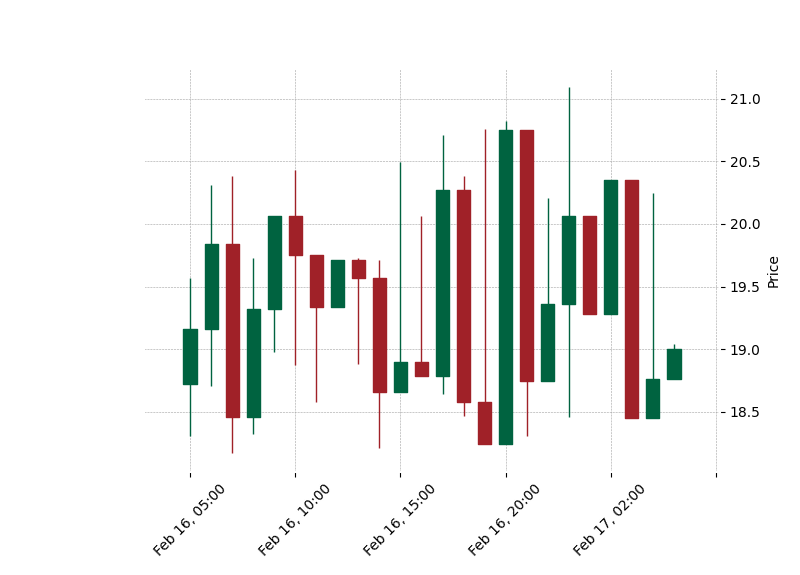 21.0
20.5
20.0
19.5
19.0
18.5
Price
Feb 16, 05:00
Feb 16, 10:00
Feb 16, 15:00
Feb 16, 20:00
Feb 17, 02:00